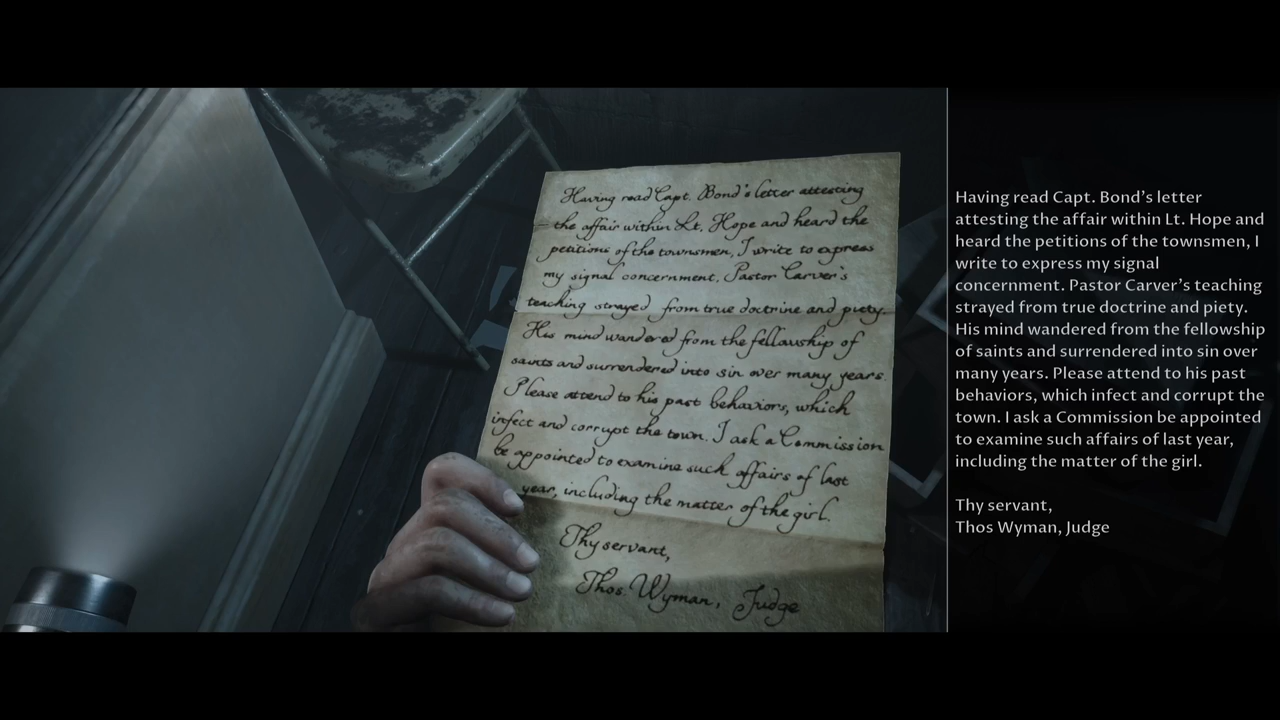 Having read Capt. Bond's letter attesting
the affair within Lt. Hope and heard the
petitions of the townsmen, I write to express
my signal concernment. Pastor Carver's
teaching strayed from true doctrine and piety.
His mind wandered from the fellowship of
saints and surrendered into sin over many years.
Please attend to his past behaviors, which
infect and corrupt the town. I ask a Commission
be appointed to examine such affairs of last
year, including the matter of the girl.
Thy servant,
Thos. Wyman, Judge
Having read Capt. Bond's letter
attesting the affair within Lt. Hope and
heard the petitions of the townsmen, I
write to express my signal
concernment. Pastor Carver's teaching
strayed from true doctrine and piety.
His mind wandered from the fellowship
of saints and surrendered into sin over
many years. Please attend to his past
behaviors, which infect and corrupt the
town. I ask a Commission be appointed
to examine such affairs of last year,
including the matter of the girl.
Thy servant,
Thos Wyman, Judge